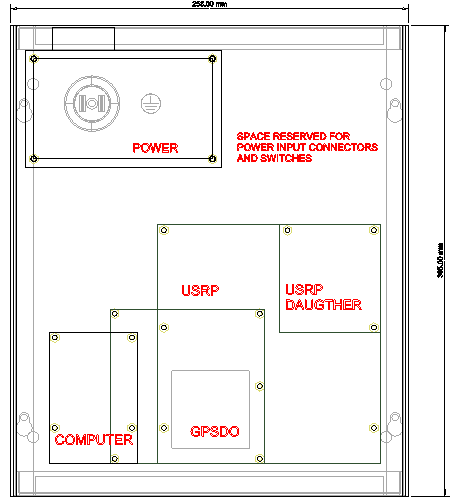 258.00 mm
POWER
SPACE RESERVED FOR
POWER INPUT CONNECTORS
AND SWITCHES
365.00 mm
USRP
USRP
DAUGTHER
COMPUTER
GPSDO